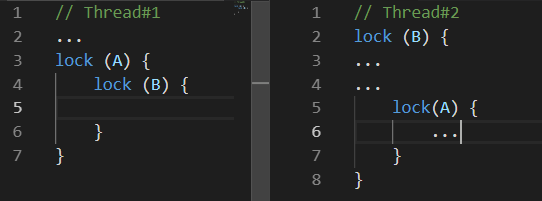 1 // Thread#1
2 ...
3 lock (A) {
4 lock (B) {
5
6 }
7 }
1 // Thread#2
2 lock (B) {
3 ...
4 ...
5 lock(A) {
6 ...
7 }
8 }